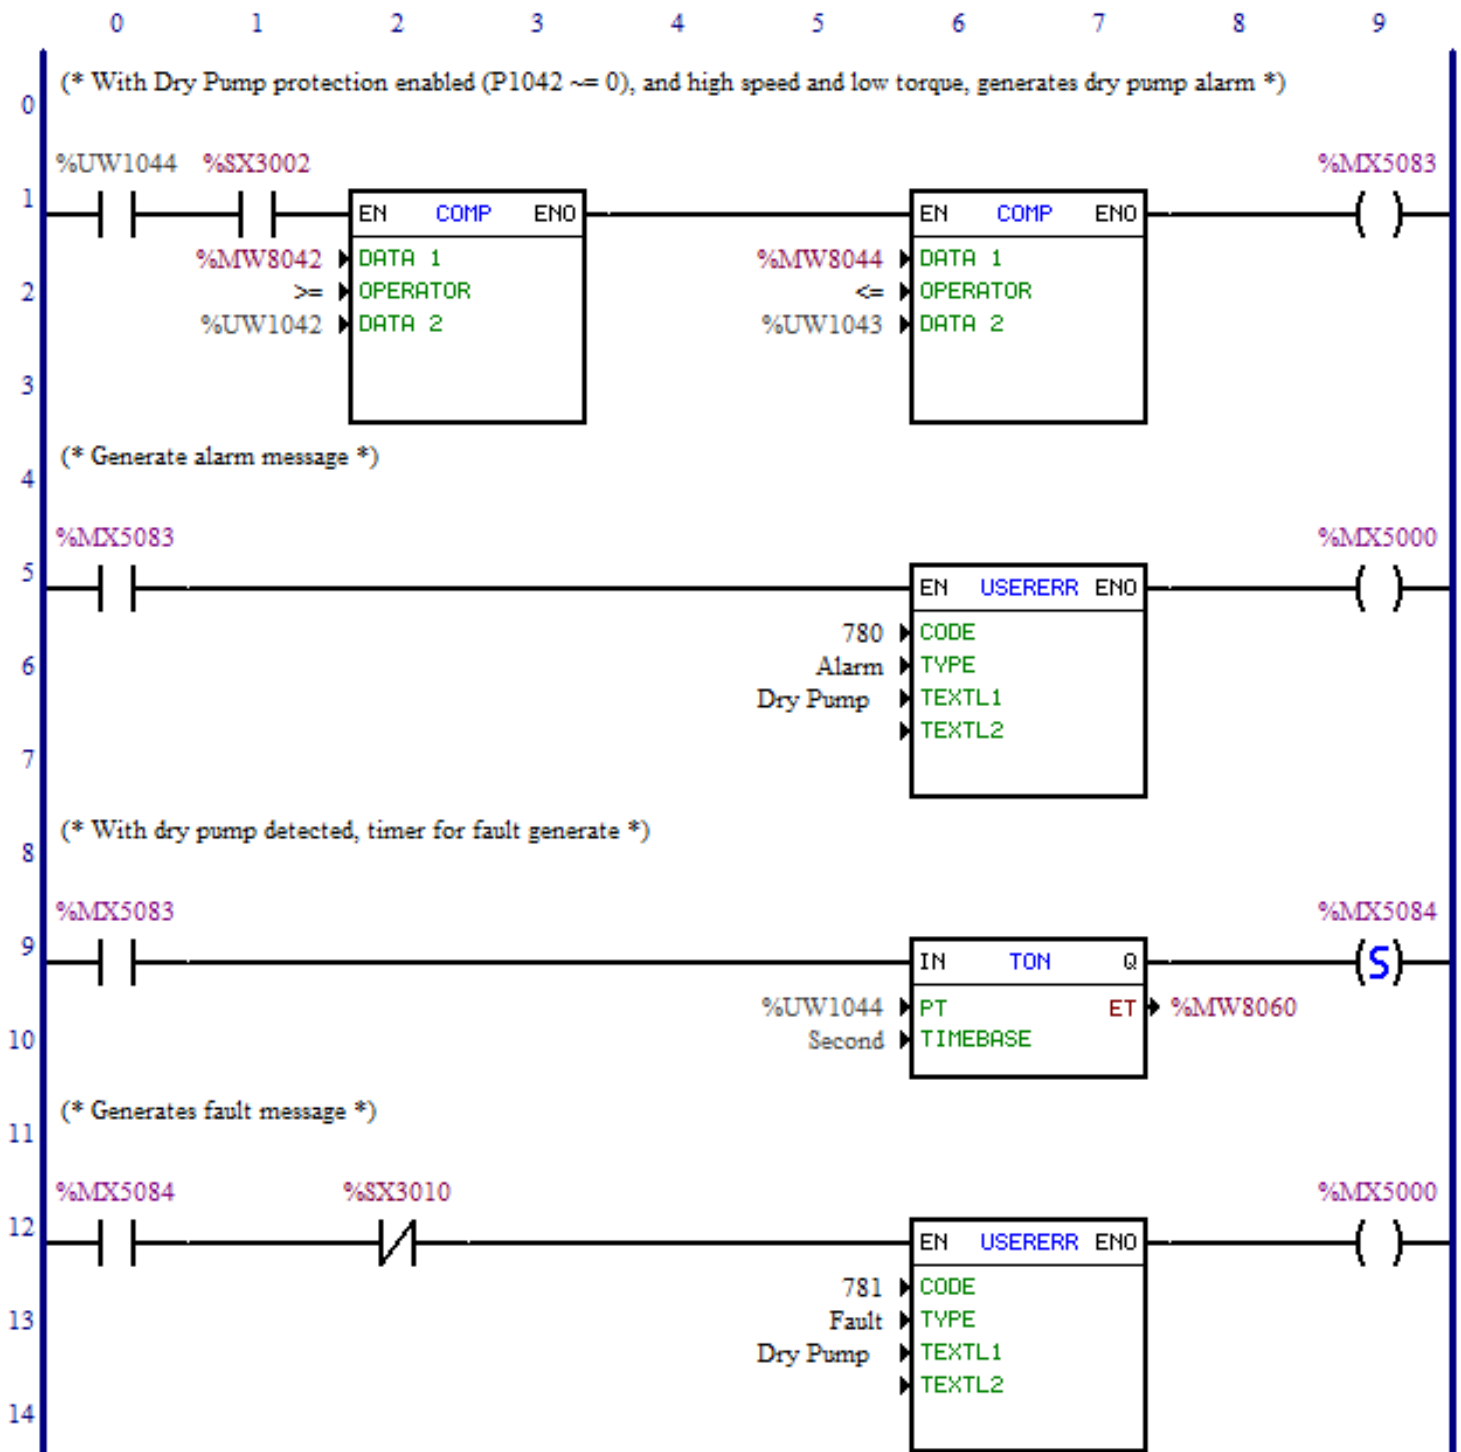 0 1 2 3 4 5 6 7 8 9
(* With Dry Pump protection enabled (P1042 ~= 0), and high speed and low torque, generates dry pump alarm *)
0
%UW1044 %SX3002 %MX5083
1
EN COMP ENO EN COMP ENO
%MW8042 DATA 1 %MW8044 DATA 1
2
>= OPERATOR <= OPERATOR
%UW1042 DATA 2 %UW1043 DATA 2
3
(* Generate alarm message *)
4
%MX5083 %MX5000
5
EN USERERR ENO
780 CODE
6
Alarm TYPE
Dry Pump TEXTL1
TEXTL2
7
(* With dry pump detected, timer for fault generate *)
8
%MX5083 %MX5084
9
IN TON Q
(S)
%UW1044 PT ET %MW8060
10
Second TIMEBASE
(* Generates fault message *)
11
%MX5084 %SX3010 %MX5000
12
EN USERERR ENO
781 CODE
13
Fault TYPE
Dry Pump TEXTL1
TEXTL2
14